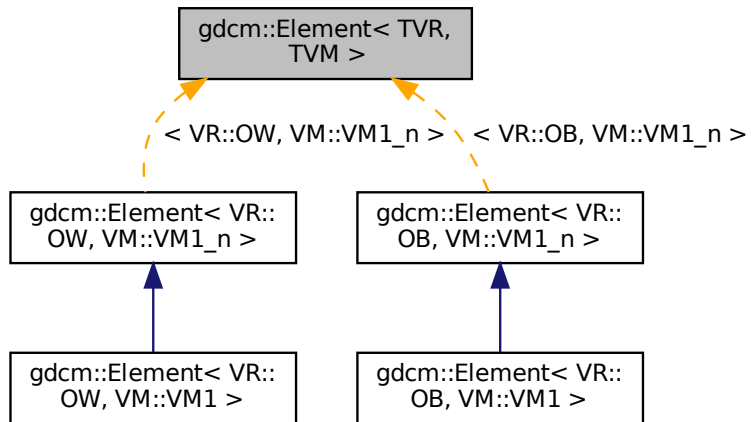 gdcm::Element< TVR,
TVM >
< VR::OW, VM::VM1_n >
< VR::OB, VM::VM1_n >
gdcm::Element< VR::
OW, VM::VM1_n >
gdcm::Element< VR::
OB, VM::VM1_n >
gdcm::Element< VR::
OW, VM::VM1 >
gdcm::Element< VR::
OB, VM::VM1 >